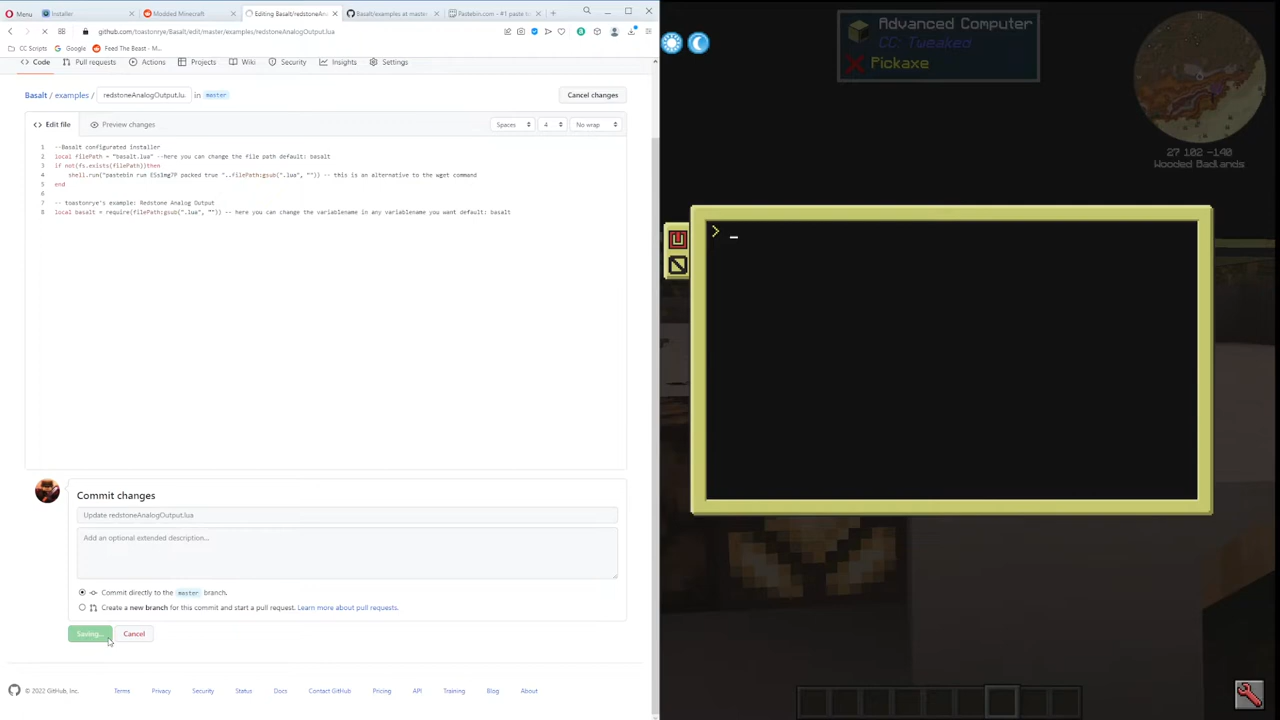 Menu
Installer
Modded Minecraft
Editing Basalt/redstoneAn
Basalt/examples at master
Pastebin.com - #1 paste to
github.com/toastonrye/Basalt/edit/master/examples/redstoneAnalogOutput.lua
CC Scripts
Google
Feed The Beast - M...
Code
Pull requests
Actions
Projects
Wiki
Security
Insights
Settings
Basalt / examples / redstoneAnalogOutput.lu in master
Cancel changes
Edit file
Preview changes
Spaces
4
No wrap
1 --Basalt configurated installer
2 local filePath = "basalt.lua" --here you can change the file path default: basalt
3 if not(fs.exists(filePath))then
4 shell.run("pastebin run ESs1mg7P packed true "..filePath:gsub(".lua", "")) -- this is an alternative to the wget command
5 end
6
7 -- toastonrye's example: Redstone Analog Output
8 local basalt = require(filePath:gsub(".lua", "")) -- here you can change the variablename in any variablename you want default: basalt
Commit changes
Update redstoneAnalogOutput.lua
Add an optional extended description...
Commit directly to the master branch.
Create a new branch for this commit and start a pull request. Learn more about pull requests.
Saving...
Cancel
© 2022 GitHub, Inc.
Terms
Privacy
Security
Status
Docs
Contact GitHub
Pricing
API
Training
Blog
About
Advanced Computer
CC: Tweaked
Pickaxe
27 102 -140
Wooded Badlands
> _